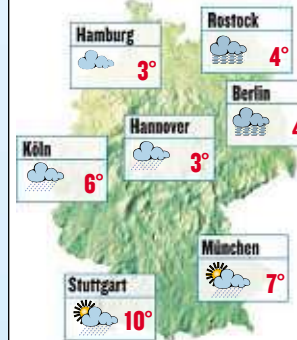 Rostock
4°
Hamburg
3°
Berlin
Hannover
3°
Köln
6°
München
7°
Stuttgart
10°